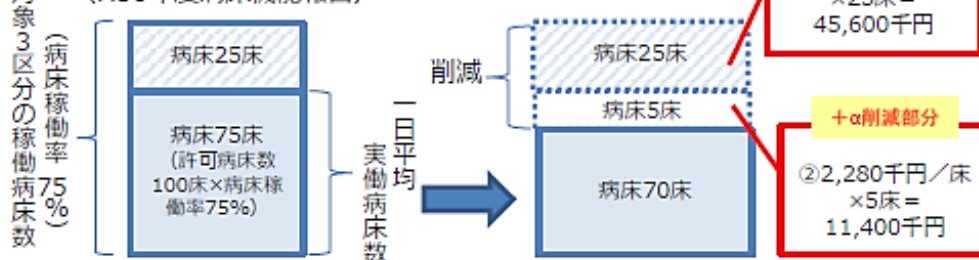 対象3区分の稼働病床数
（病床稼働率 75%）
病床25床
病床75床
（許可病床数
100床×病床稼
働率75%）
一日平均
実働病床数
削減
病床25床
病床5床
病床70床
45,600千円
＋α削減部分
②2,280千円／床
×5床＝
11,400千円